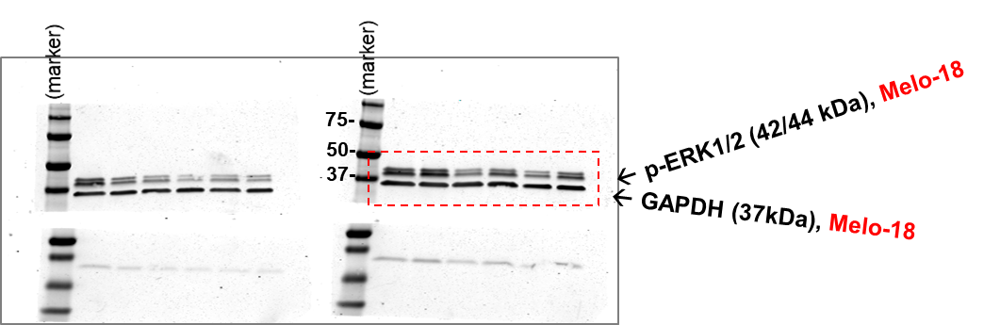 (marker)
(marker)
75-
50-
37-
p-ERK1/2 (42/44 kDa), Melo-18
GAPDH (37kDa), Melo-18